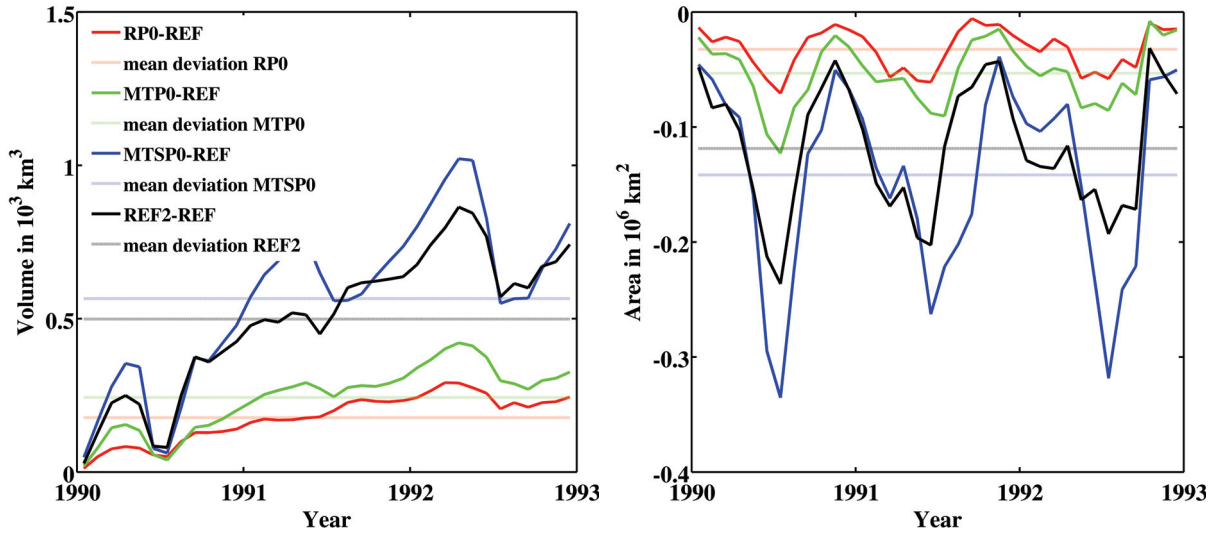 Volume in 10³ km³
1.5
1
0.5
0
RP0-REF
mean deviation RP0
MTP0-REF
mean deviation MTP0
MTSP0-REF
mean deviation MTSP0
REF2-REF
mean deviation REF2
1990 1991 1992 1993
Year
Area in 10⁶ km²
0
-0.1
-0.2
-0.3
-0.4
1990 1991 1992 1993
Year